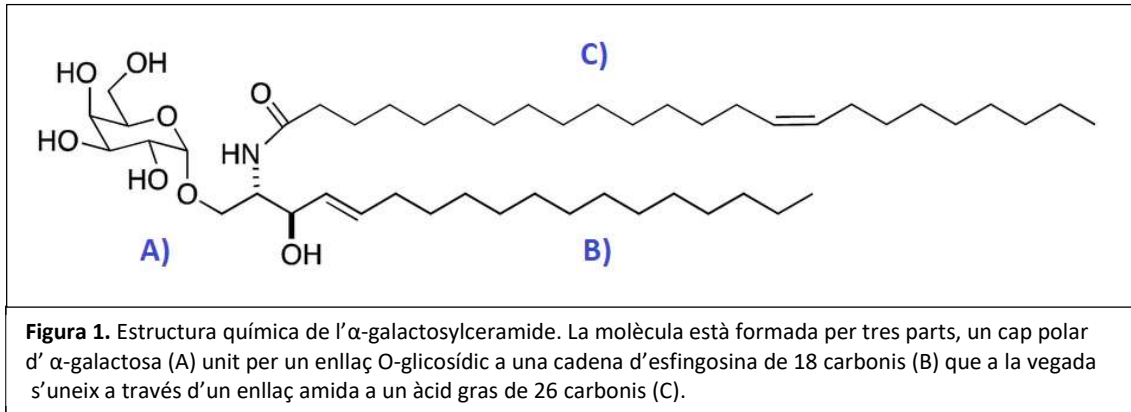 C)
OH
HO
O
O
HO
HN
HO
O
OH
A)
B)
Figura 1. Estructura química de l’α-galactosylceramide. La molècula està formada per tres parts, un cap polar
d’ α-galactosa (A) unit per un enllaç O-glicosídic a una cadena d’esfingosina de 18 carbonis (B) que a la vegada
s’uneix a través d’un enllaç amida a un àcid gras de 26 carbonis (C).